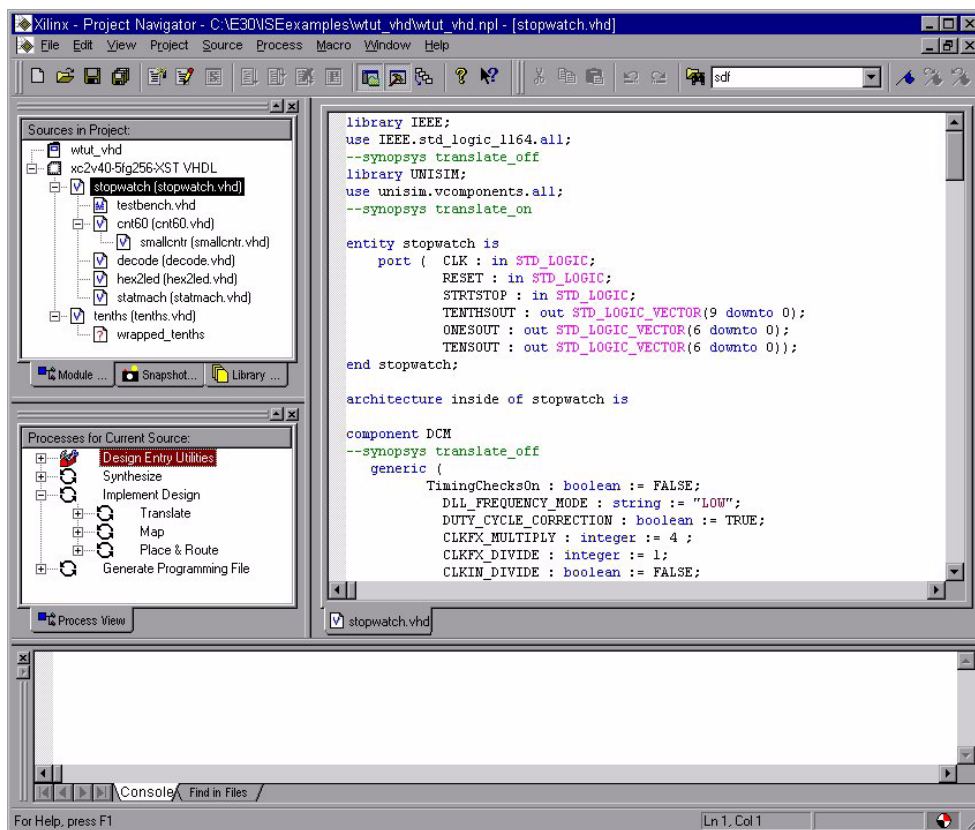 Xilinx - Project Navigator - C:\E30\ISEexamples\wtut_vhd\wtut_vhd.npl - [stopwatch.vhd]
File Edit View Project Source Process Macro Window Help
sdf
Sources in Project:
wtut_vhd
xc2v40-5fg256-XST VHDL
stopwatch (stopwatch.vhd)
testbench.vhd
cnt60 (cnt60.vhd)
smallcntr (smallcntr.vhd)
decode (decode.vhd)
hex2led (hex2led.vhd)
statmach (statmach.vhd)
tenths (tenths.vhd)
wrapped_tenths
Module ... Snapshot... Library ...
Processes for Current Source:
Design Entry Utilities
Synthesize
Implement Design
Translate
Map
Place & Route
Generate Programming File
Process View
library IEEE;
use IEEE.std_logic_1164.all;
--synopsys translate_off
library UNISIM;
use unisim.vcomponents.all;
--synopsys translate_on
entity stopwatch is
port ( CLK : in STD_LOGIC;
RESET : in STD_LOGIC;
STRTSTOP : in STD_LOGIC;
TENTHSOUT : out STD_LOGIC_VECTOR(9 downto 0);
ONESOUT : out STD_LOGIC_VECTOR(6 downto 0);
TENSOUT : out STD_LOGIC_VECTOR(6 downto 0));
end stopwatch;
architecture inside of stopwatch is
component DCM
--synopsys translate_off
generic (
TimingChecksOn : boolean := FALSE;
DLL_FREQUENCY_MODE : string := "LOW";
DUTY_CYCLE_CORRECTION : boolean := TRUE;
CLKFX_MULTIPLY : integer := 4 ;
CLKFX_DIVIDE : integer := 1;
CLKIN_DIVIDE : boolean := FALSE;
stopwatch.vhd
Console Find in Files
For Help, press F1
Ln 1, Col 1